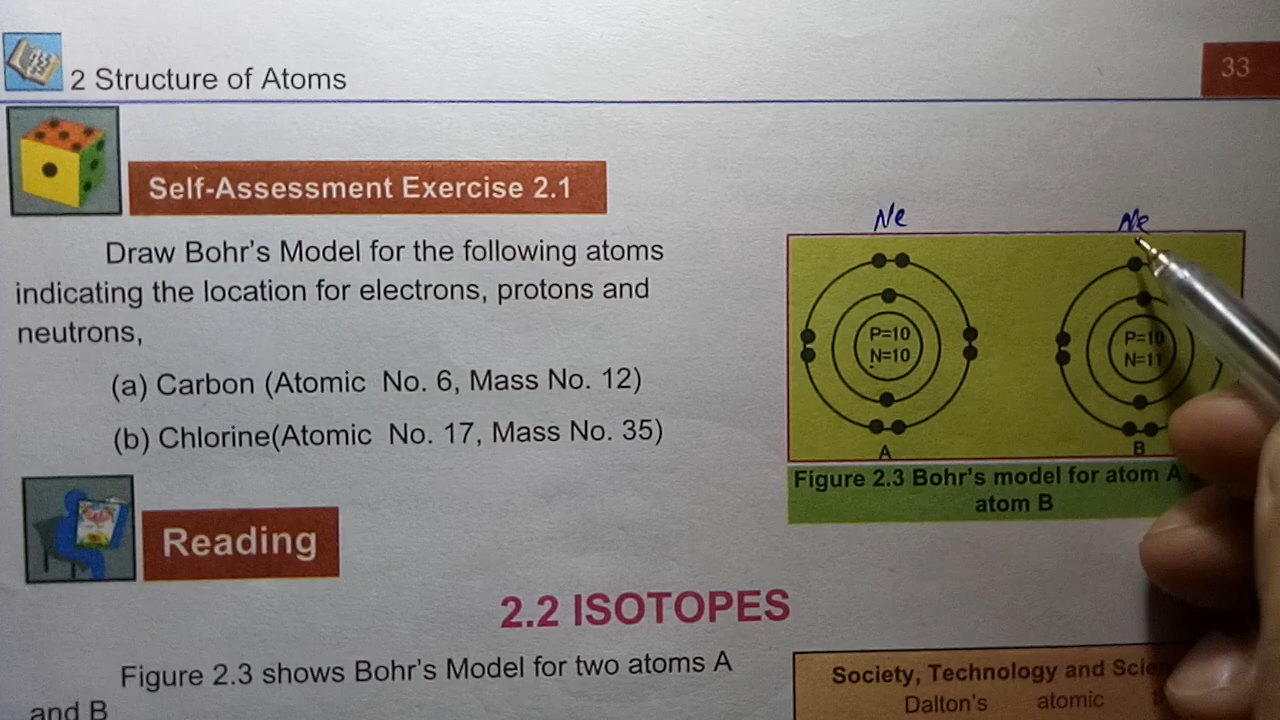 2 Structure of Atoms
33
Self-Assessment Exercise 2.1
Draw Bohr's Model for the following atoms
indicating the location for electrons, protons and
neutrons,
(a) Carbon (Atomic No. 6, Mass No. 12)
(b) Chlorine(Atomic No. 17, Mass No. 35)
Ne
Ne
P=10
N=10
A
P=10
N=11
B
Figure 2.3 Bohr's model for atom A
atom B
Reading
2.2 ISOTOPES
Figure 2.3 shows Bohr's Model for two atoms A
and B
Society, Technology and
Dalton's atomic